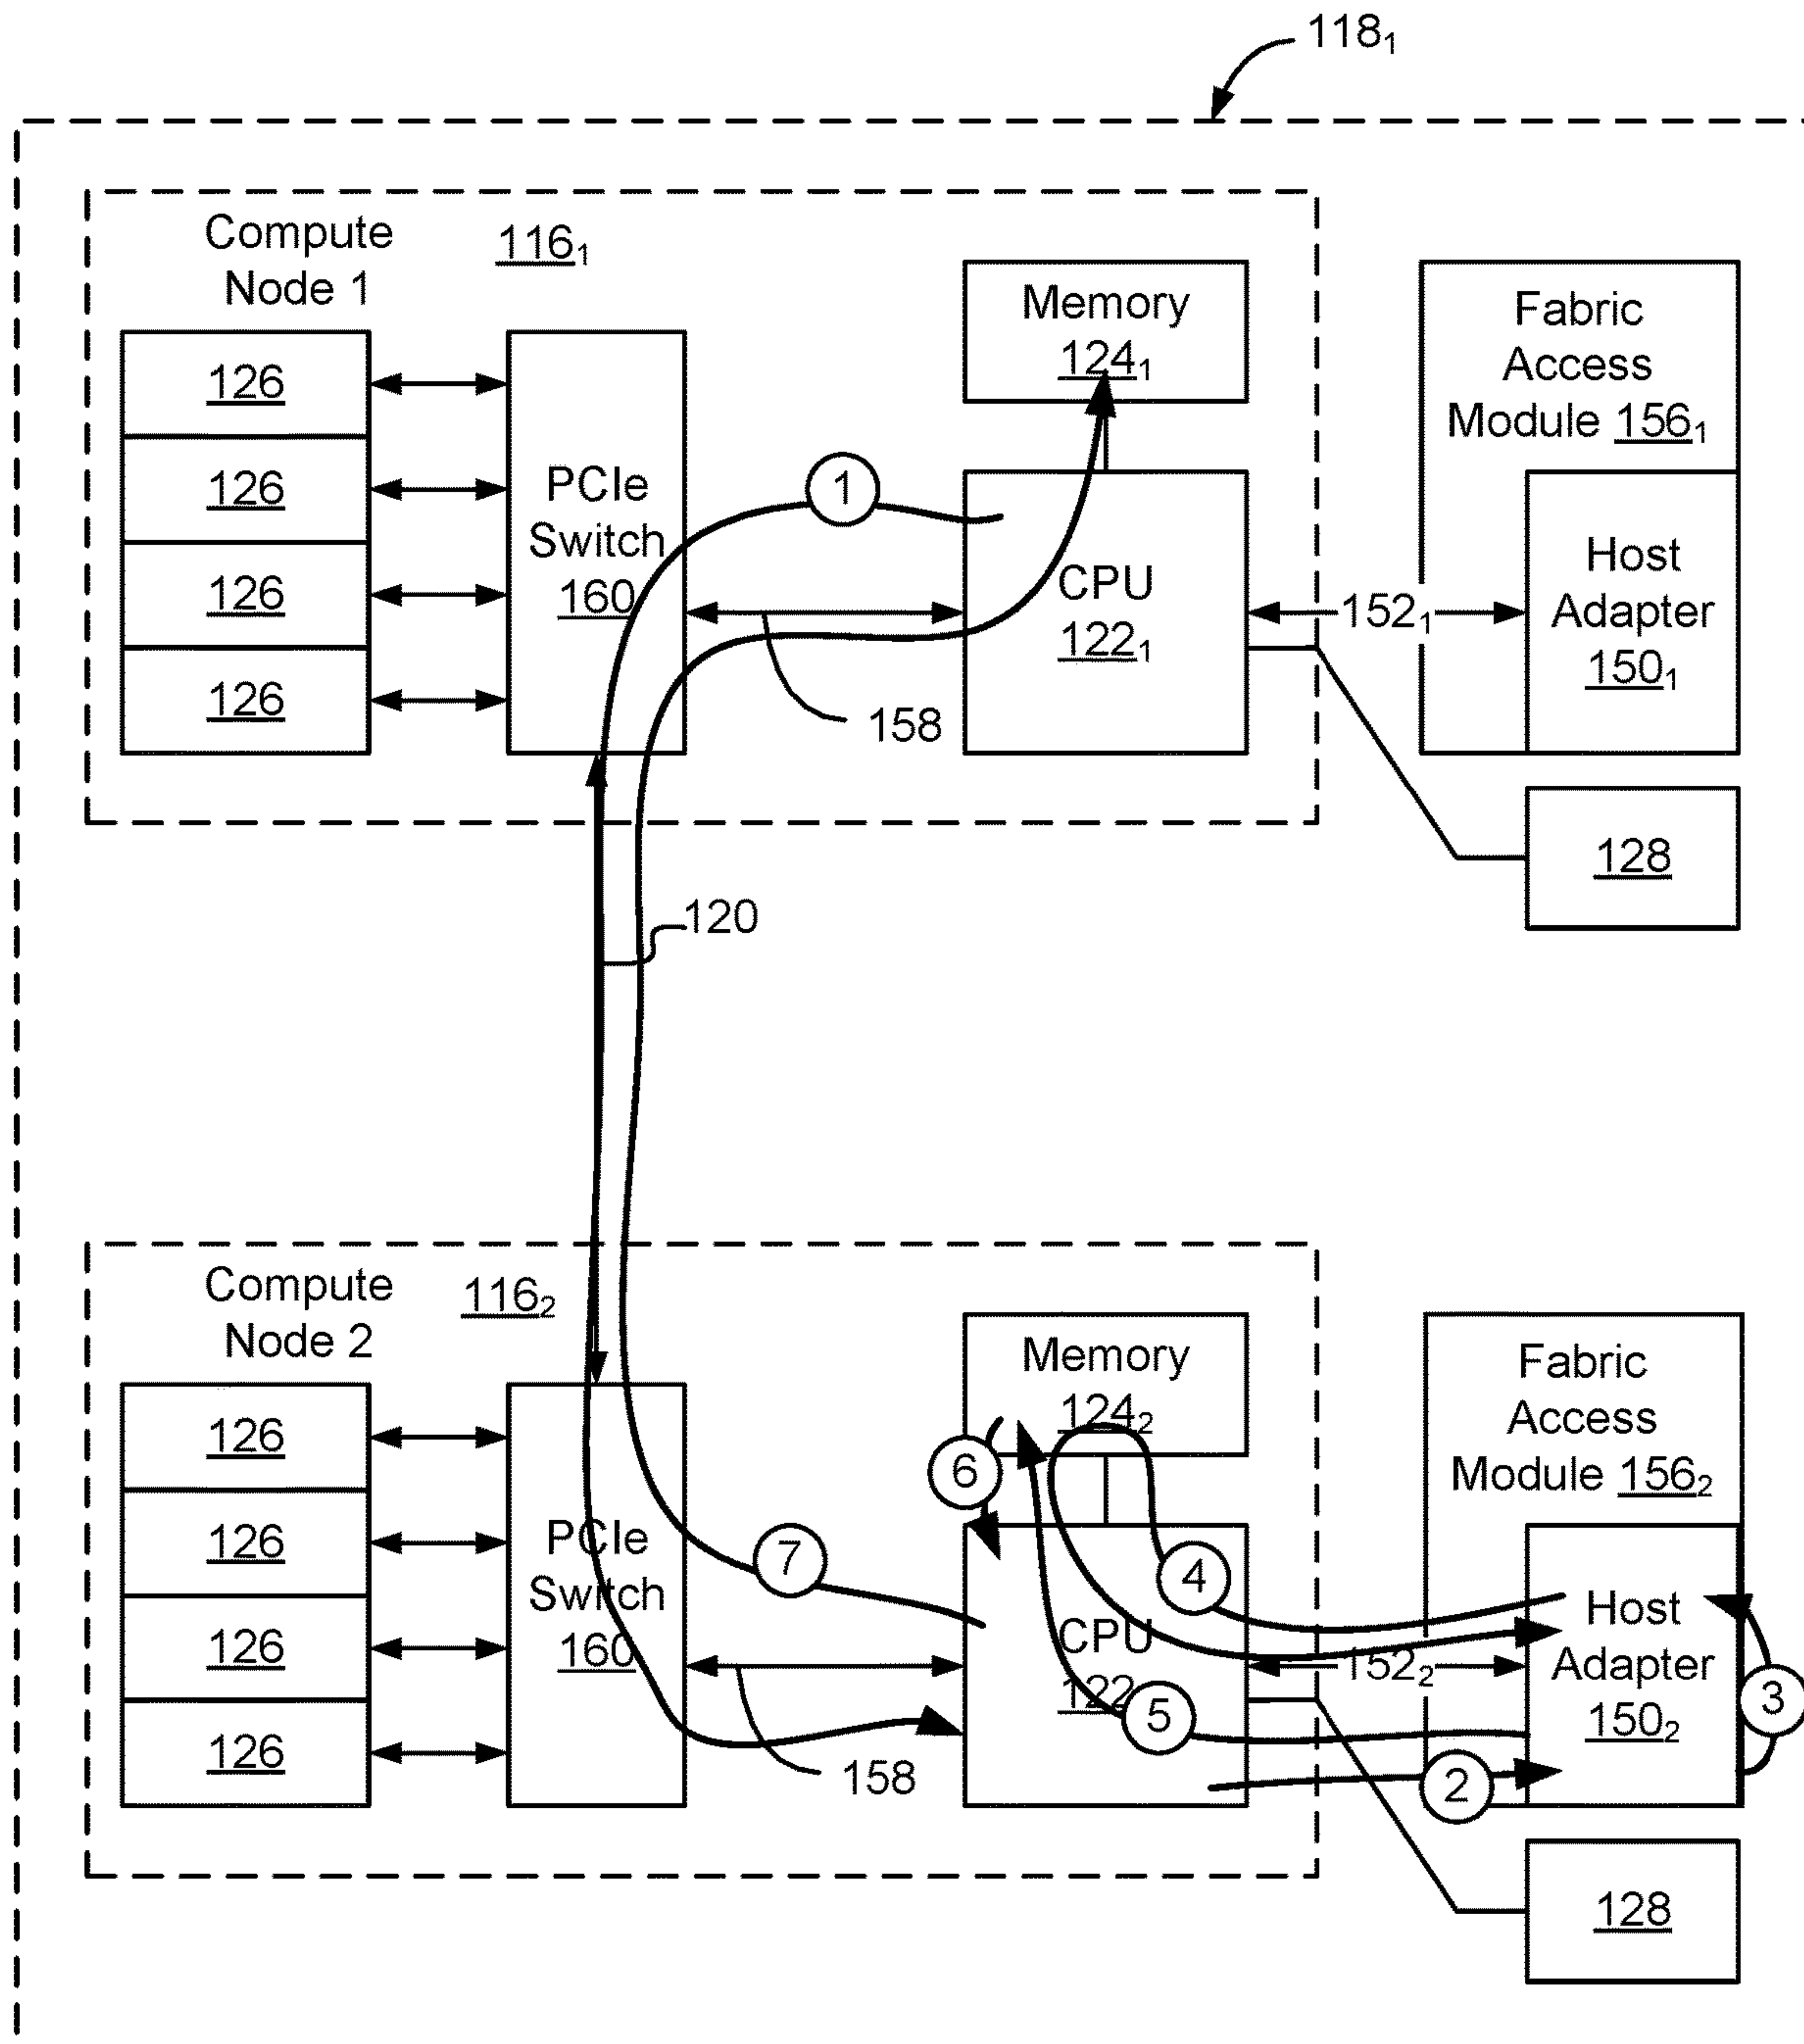 118₁
Compute
Node 1
116₁
126
126
126
126
PCIe
Switch
160
1
158
Memory
124₁
CPU
122₁
152₁
Fabric
Access
Module 156₁
Host
Adapter
150₁
128
120
Compute
Node 2
116₂
126
126
126
126
PCIe
Switch
160
7
158
Memory
124₂
6
4
CPU
122
5
152₂
2
Fabric
Access
Module 156₂
Host
Adapter
150₂
3
128